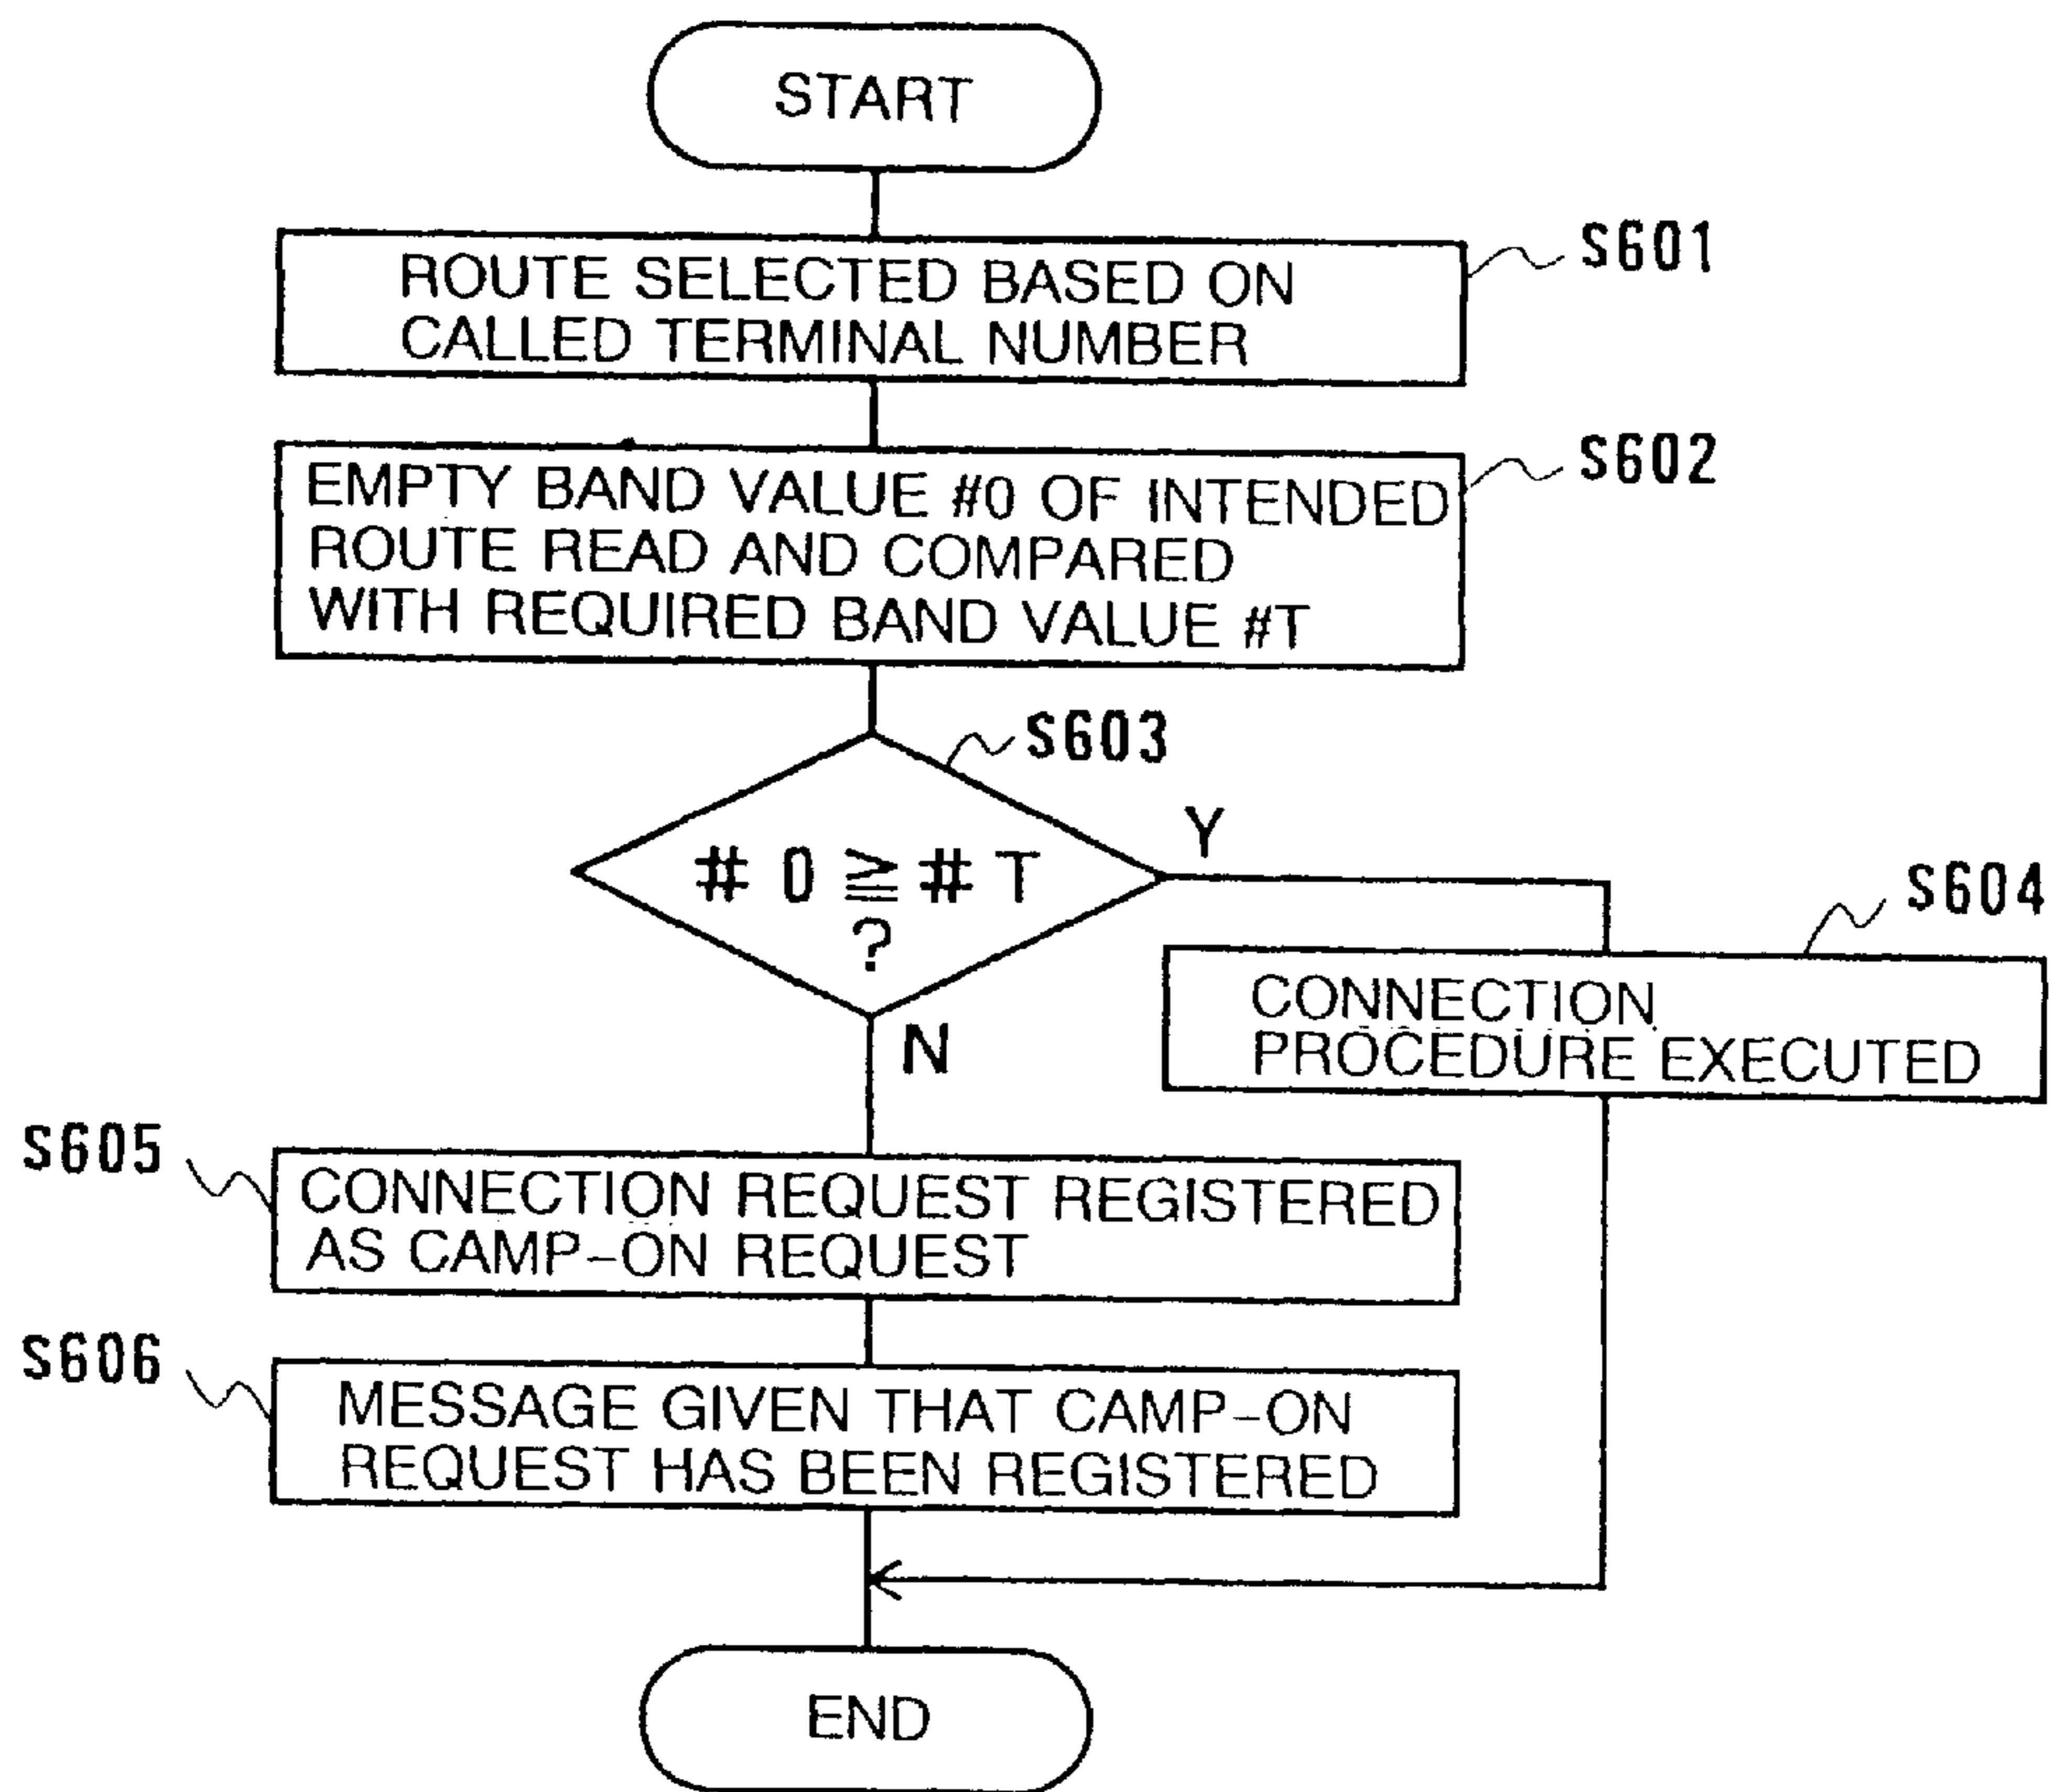 START
S601
ROUTE SELECTED BASED ON
CALLED TERMINAL NUMBER
S602
EMPTY BAND VALUE #0 OF INTENDED
ROUTE READ AND COMPARED
WITH REQUIRED BAND VALUE #T
S603
# 0 ≧ # T
?
Y
N
S604
CONNECTION
PROCEDURE EXECUTED
S605
CONNECTION REQUEST REGISTERED
AS CAMP-ON REQUEST
S606
MESSAGE GIVEN THAT CAMP-ON
REQUEST HAS BEEN REGISTERED
END